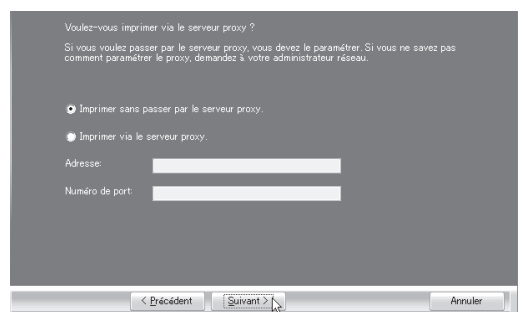 Voulez-vous imprimer via le serveur proxy ?
Si vous voulez passer par le serveur proxy, vous devez le paramétrer. Si vous ne savez pas
comment paramétrer le proxy, demandez à votre administrateur réseau.
Imprimer sans passer par le serveur proxy.
Imprimer via le serveur proxy.
Adresse:
Numéro de port:
< Précédent
Suivant >
Annuler